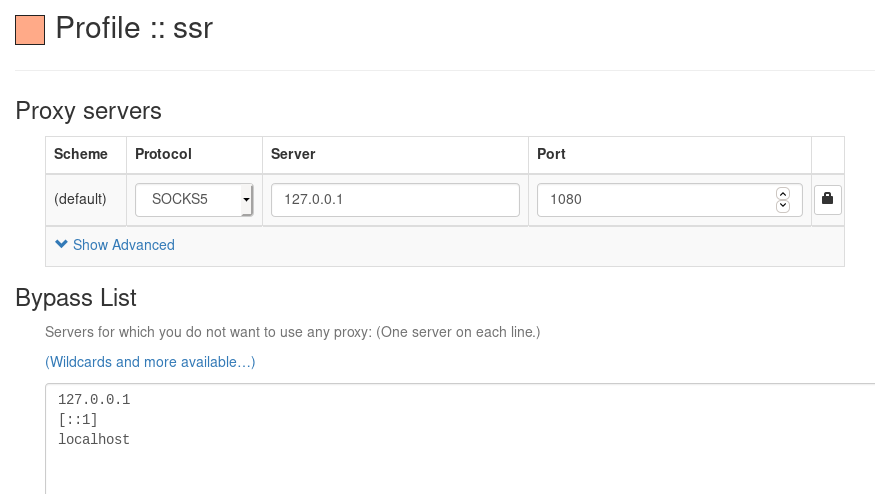 Profile :: ssr
Proxy servers
Scheme Protocol Server Port
(default) SOCKS5 127.0.0.1 1080
Show Advanced
Bypass List
Servers for which you do not want to use any proxy: (One server on each line.)
(Wildcards and more available…)
127.0.0.1
[::1]
localhost